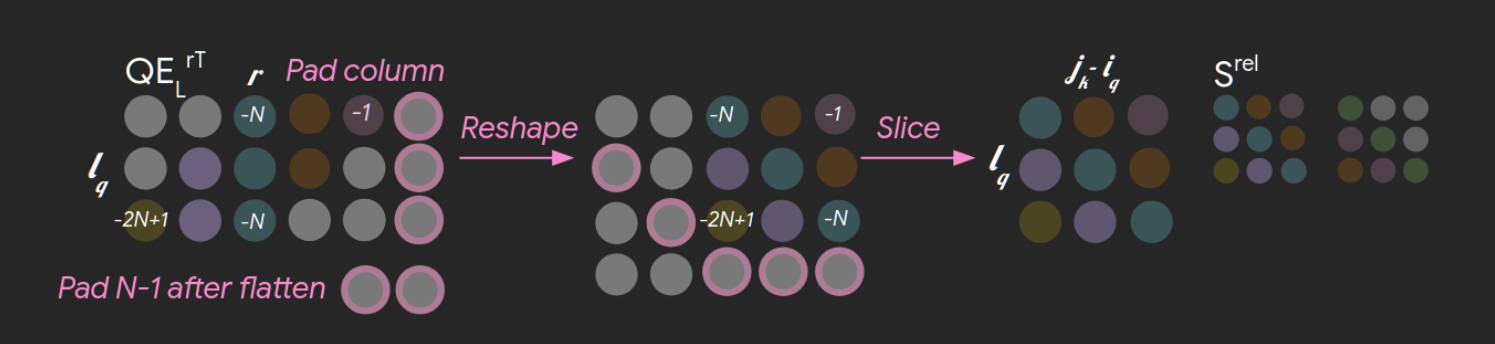 QE_L^rT
r
Pad column
-N
-1
l_q
-2N+1
-N
Pad N-1 after flatten
Reshape
-N
-1
-2N+1
-N
Slice
j_k - i_q
l_q
S^rel